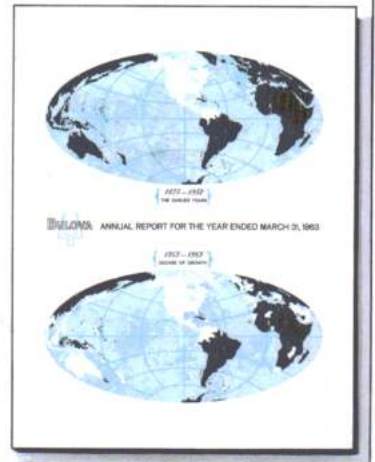 1875 – 1952
THE EARLIER YEARS
BULOVA ANNUAL REPORT FOR THE YEAR ENDED MARCH 31, 1963
1953 – 1963
DECADE OF GROWTH